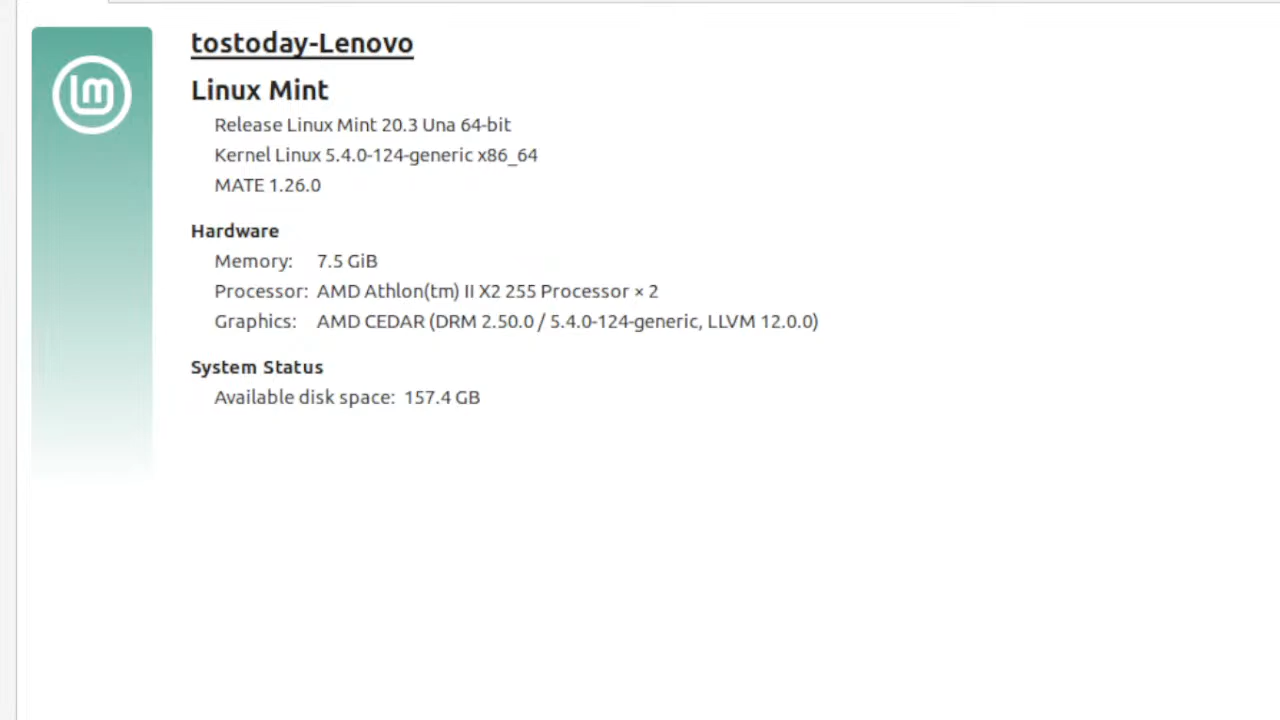 tostoday-Lenovo
Linux Mint
Release Linux Mint 20.3 Una 64-bit
Kernel Linux 5.4.0-124-generic x86_64
MATE 1.26.0
Hardware
Memory: 7.5 GiB
Processor: AMD Athlon(tm) II X2 255 Processor × 2
Graphics: AMD CEDAR (DRM 2.50.0 / 5.4.0-124-generic, LLVM 12.0.0)
System Status
Available disk space: 157.4 GB